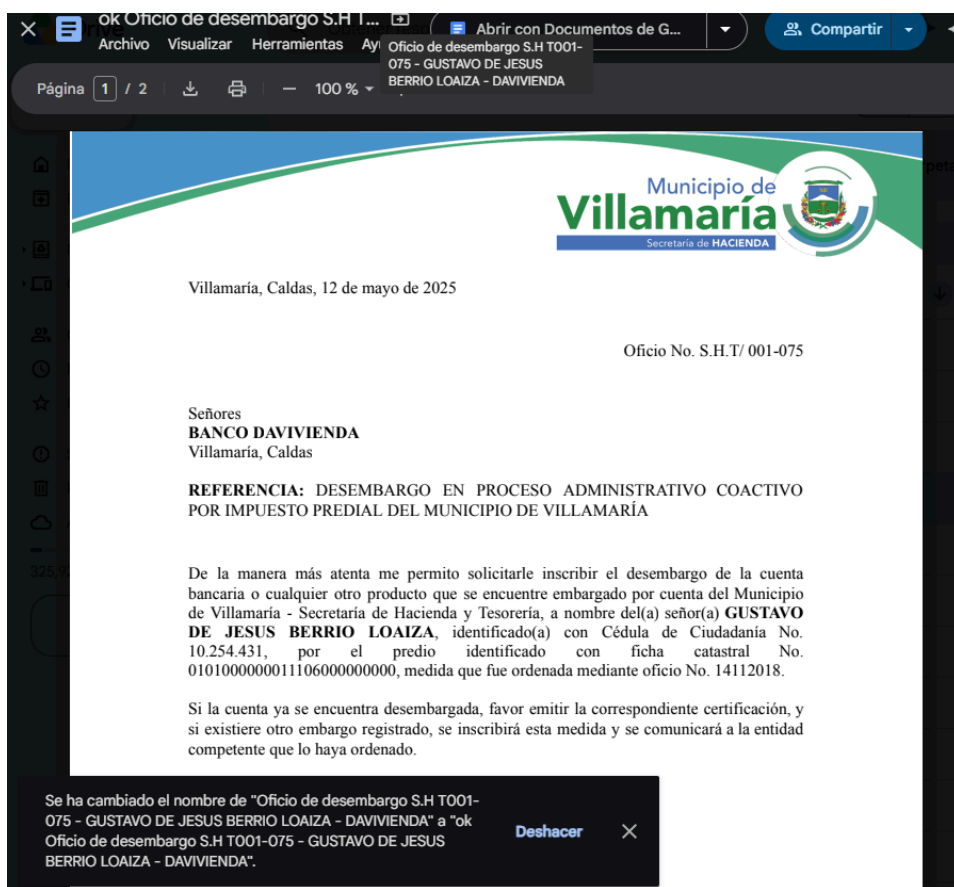 ok Oficio de desembargo S.H T...
Abrir con Documentos de G...
Compartir
Archivo Visualizar Herramientas
Oficio de desembargo S.H T001-
075 - GUSTAVO DE JESUS
BERRIO LOAIZA - DAVIVIENDA
Página 1 / 2
100 %
Municipio de
Villamaría
Secretaría de HACIENDA
Villamaría, Caldas, 12 de mayo de 2025
Oficio No. S.H.T/ 001-075
Señores
BANCO DAVIVIENDA
Villamaría, Caldas
REFERENCIA: DESEMBARGO EN PROCESO ADMINISTRATIVO COACTIVO
POR IMPUESTO PREDIAL DEL MUNICIPIO DE VILLAMARÍA
De la manera más atenta me permito solicitarle inscribir el desembargo de la cuenta
bancaria o cualquier otro producto que se encuentre embargado por cuenta del Municipio
de Villamaría - Secretaría de Hacienda y Tesorería, a nombre del(a) señor(a) GUSTAVO
DE JESUS BERRIO LOAIZA, identificado(a) con Cédula de Ciudadanía No.
10.254.431, por el predio identificado con ficha catastral No.
0101000000011106000000000, medida que fue ordenada mediante oficio No. 14112018.
Si la cuenta ya se encuentra desembargada, favor emitir la correspondiente certificación, y
si existiere otro embargo registrado, se inscribirá esta medida y se comunicará a la entidad
competente que lo haya ordenado.
Se ha cambiado el nombre de "Oficio de desembargo S.H T001-
075 - GUSTAVO DE JESUS BERRIO LOAIZA - DAVIVIENDA" a "ok
Oficio de desembargo S.H T001-075 - GUSTAVO DE JESUS
BERRIO LOAIZA - DAVIVIENDA".
Deshacer